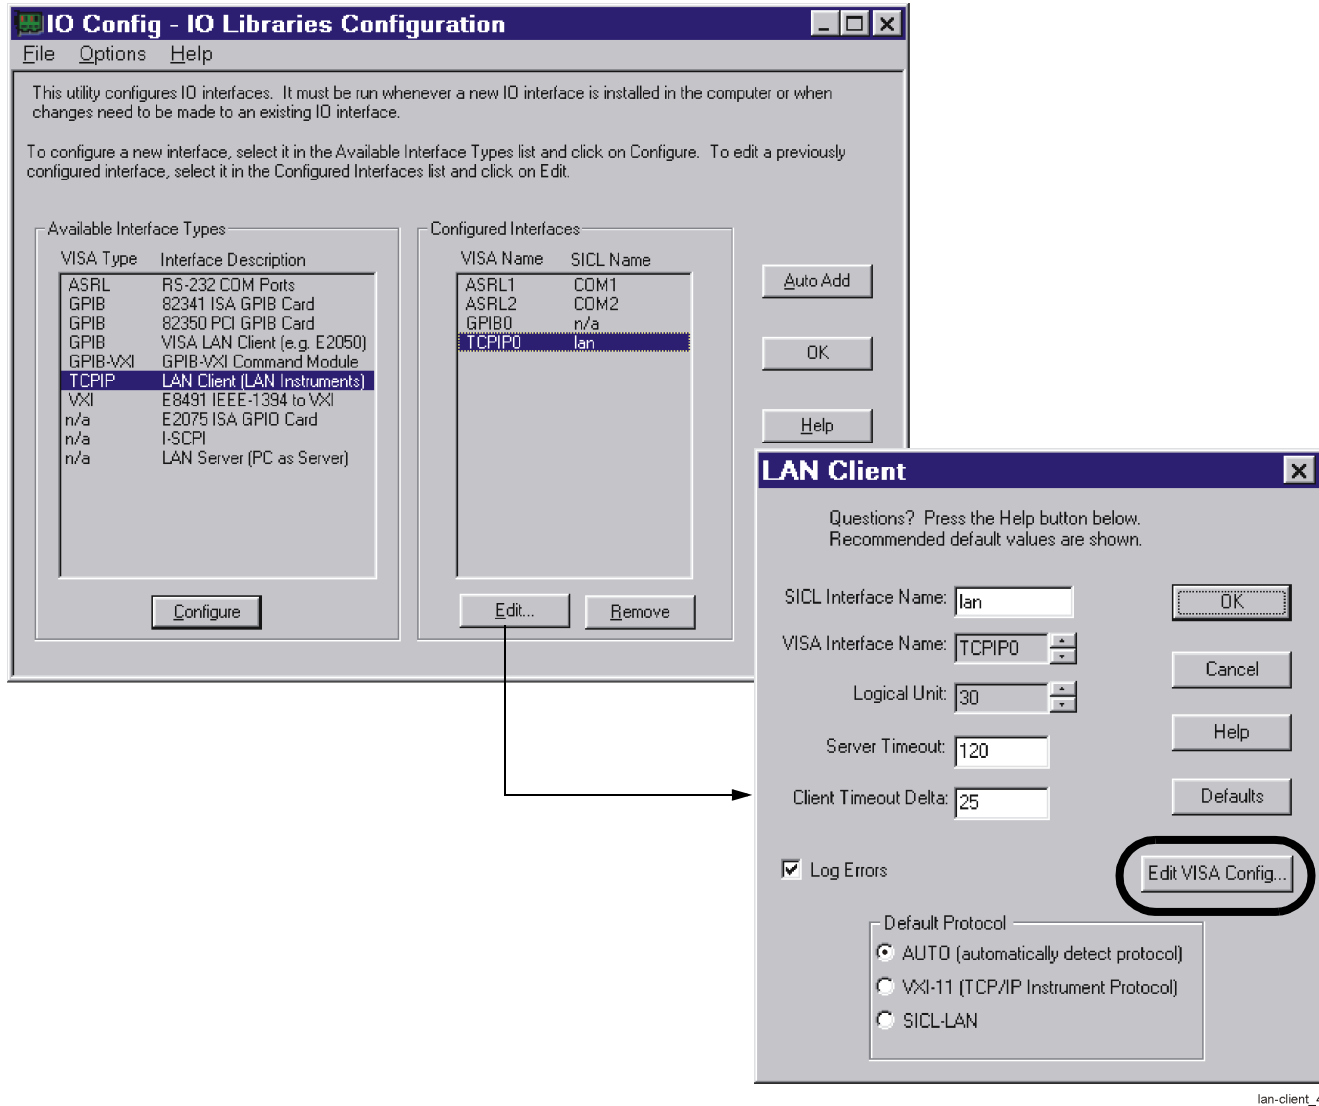 IO Config - IO Libraries Configuration
File Options Help
This utility configures IO interfaces. It must be run whenever a new IO interface is installed in the computer or when
changes need to be made to an existing IO interface.
To configure a new interface, select it in the Available Interface Types list and click on Configure. To edit a previously
configured interface, select it in the Configured Interfaces list and click on Edit.
Available Interface Types
VISA Type Interface Description
ASRL RS-232 COM Ports
GPIB 82341 ISA GPIB Card
GPIB 82350 PCI GPIB Card
GPIB VISA LAN Client (e.g. E2050)
GPIB-VXI GPIB-VXI Command Module
TCPIP LAN Client (LAN Instruments)
VXI E8491 IEEE-1394 to VXI
n/a E2075 ISA GPIO Card
n/a I-SCPI
n/a LAN Server (PC as Server)
Configure
Configured Interfaces
VISA Name SICL Name
ASRL1 COM1
ASRL2 COM2
GPIB0 n/a
TCPIP0 lan
Edit... Remove
Auto Add
OK
Help
LAN Client
Questions? Press the Help button below.
Recommended default values are shown.
SICL Interface Name: lan
VISA Interface Name: TCPIP0
Logical Unit: 30
Server Timeout: 120
Client Timeout Delta: 25
OK
Cancel
Help
Defaults
Log Errors
Edit VISA Config...
Default Protocol
AUTO (automatically detect protocol)
VXI-11 (TCP/IP Instrument Protocol)
SICL-LAN
lan-client_4